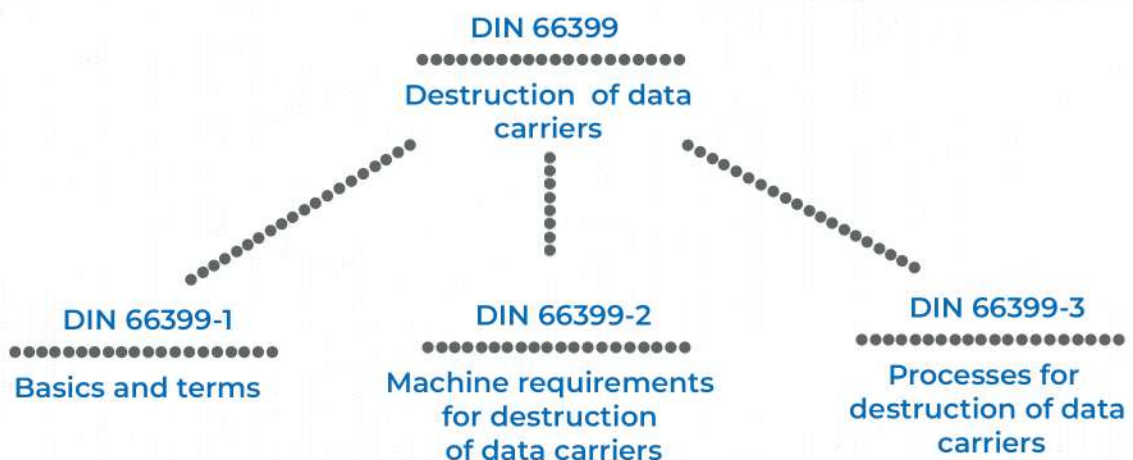 DIN 66399
Destruction of data
carriers
DIN 66399-1
Basics and terms
DIN 66399-2
Machine requirements
for destruction
of data carriers
DIN 66399-3
Processes for
destruction of data
carriers